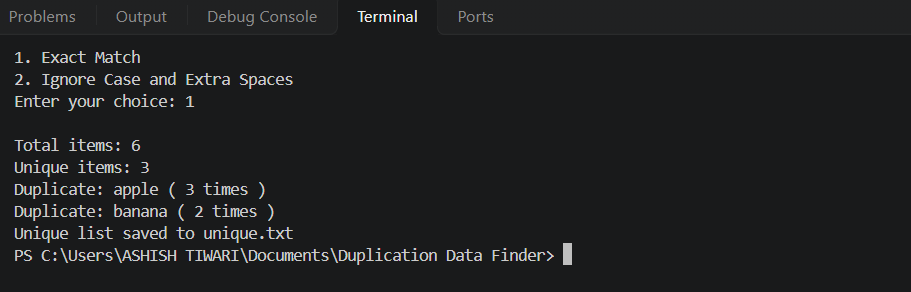 Problems Output Debug Console Terminal Ports
1. Exact Match
2. Ignore Case and Extra Spaces
Enter your choice: 1
Total items: 6
Unique items: 3
Duplicate: apple ( 3 times )
Duplicate: banana ( 2 times )
Unique list saved to unique.txt
PS C:\Users\ASHISH TIWARI\Documents\Duplication Data Finder>